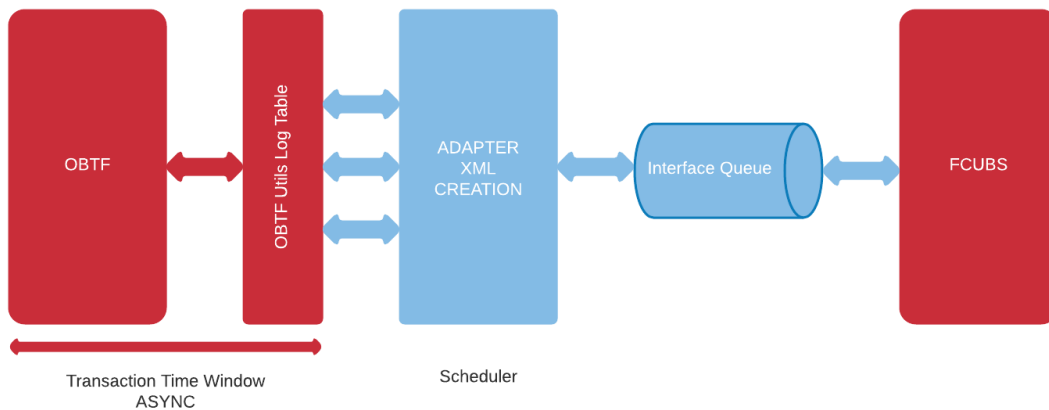 OBTF
OBTF Utils Log Table
ADAPTER
XML
CREATION
Interface Queue
FCUBS
Transaction Time Window
ASYNC
Scheduler